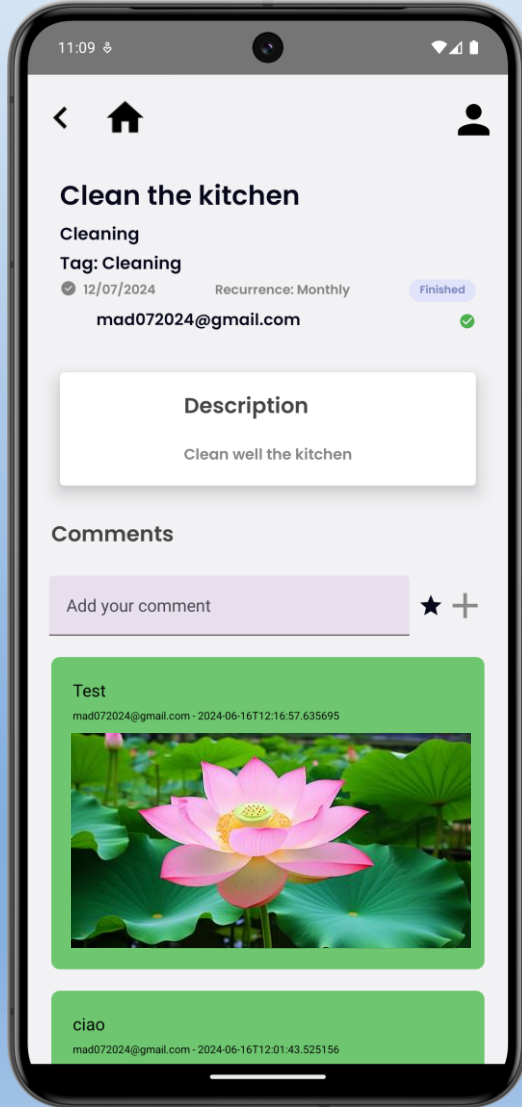 11:09
Clean the kitchen
Cleaning
Tag: Cleaning
12/07/2024 Recurrence: Monthly Finished
mad072024@gmail.com
Description
Clean well the kitchen
Comments
Add your comment
Test
mad072024@gmail.com - 2024-06-16T12:16:57.635695
ciao
mad072024@gmail.com - 2024-06-16T12:01:43.525156